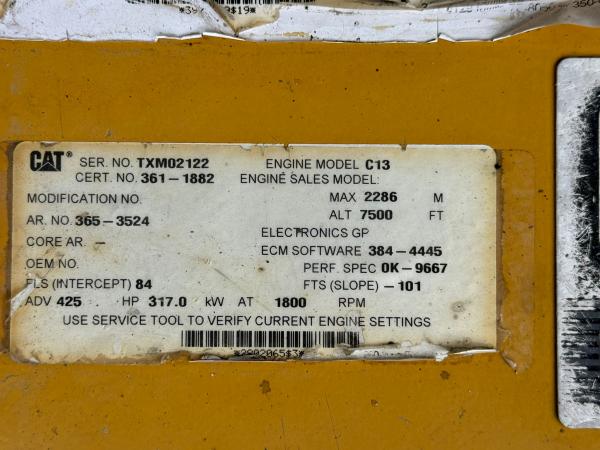 CAT® SER. NO. TXM02122 ENGINE MODEL C13
CERT. NO. 361-1882 ENGINE SALES MODEL:
MODIFICATION NO. MAX 2286 M
AR. NO. 365-3524 ALT 7500 FT
CORE AR. - ELECTRONICS GP
ECM SOFTWARE 384-4445
OEM NO. PERF. SPEC 0K-9667
FLS (INTERCEPT) 84 FTS (SLOPE) -101
ADV 425 HP 317.0 kW AT 1800 RPM
USE SERVICE TOOL TO VERIFY CURRENT ENGINE SETTINGS